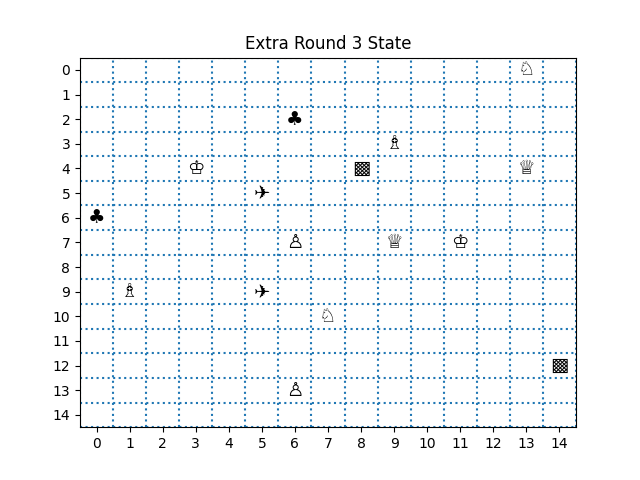 Extra Round 3 State
0 ♘
1
2 ♣
3 ♗
4 ♔ ▩ ♕
5 ✈
6 ♣
7 ♙ ♕ ♔
8
9 ♗ ✈
10 ♘
11
12 ▩
13 ♙
14
0 1 2 3 4 5 6 7 8 9 10 11 12 13 14